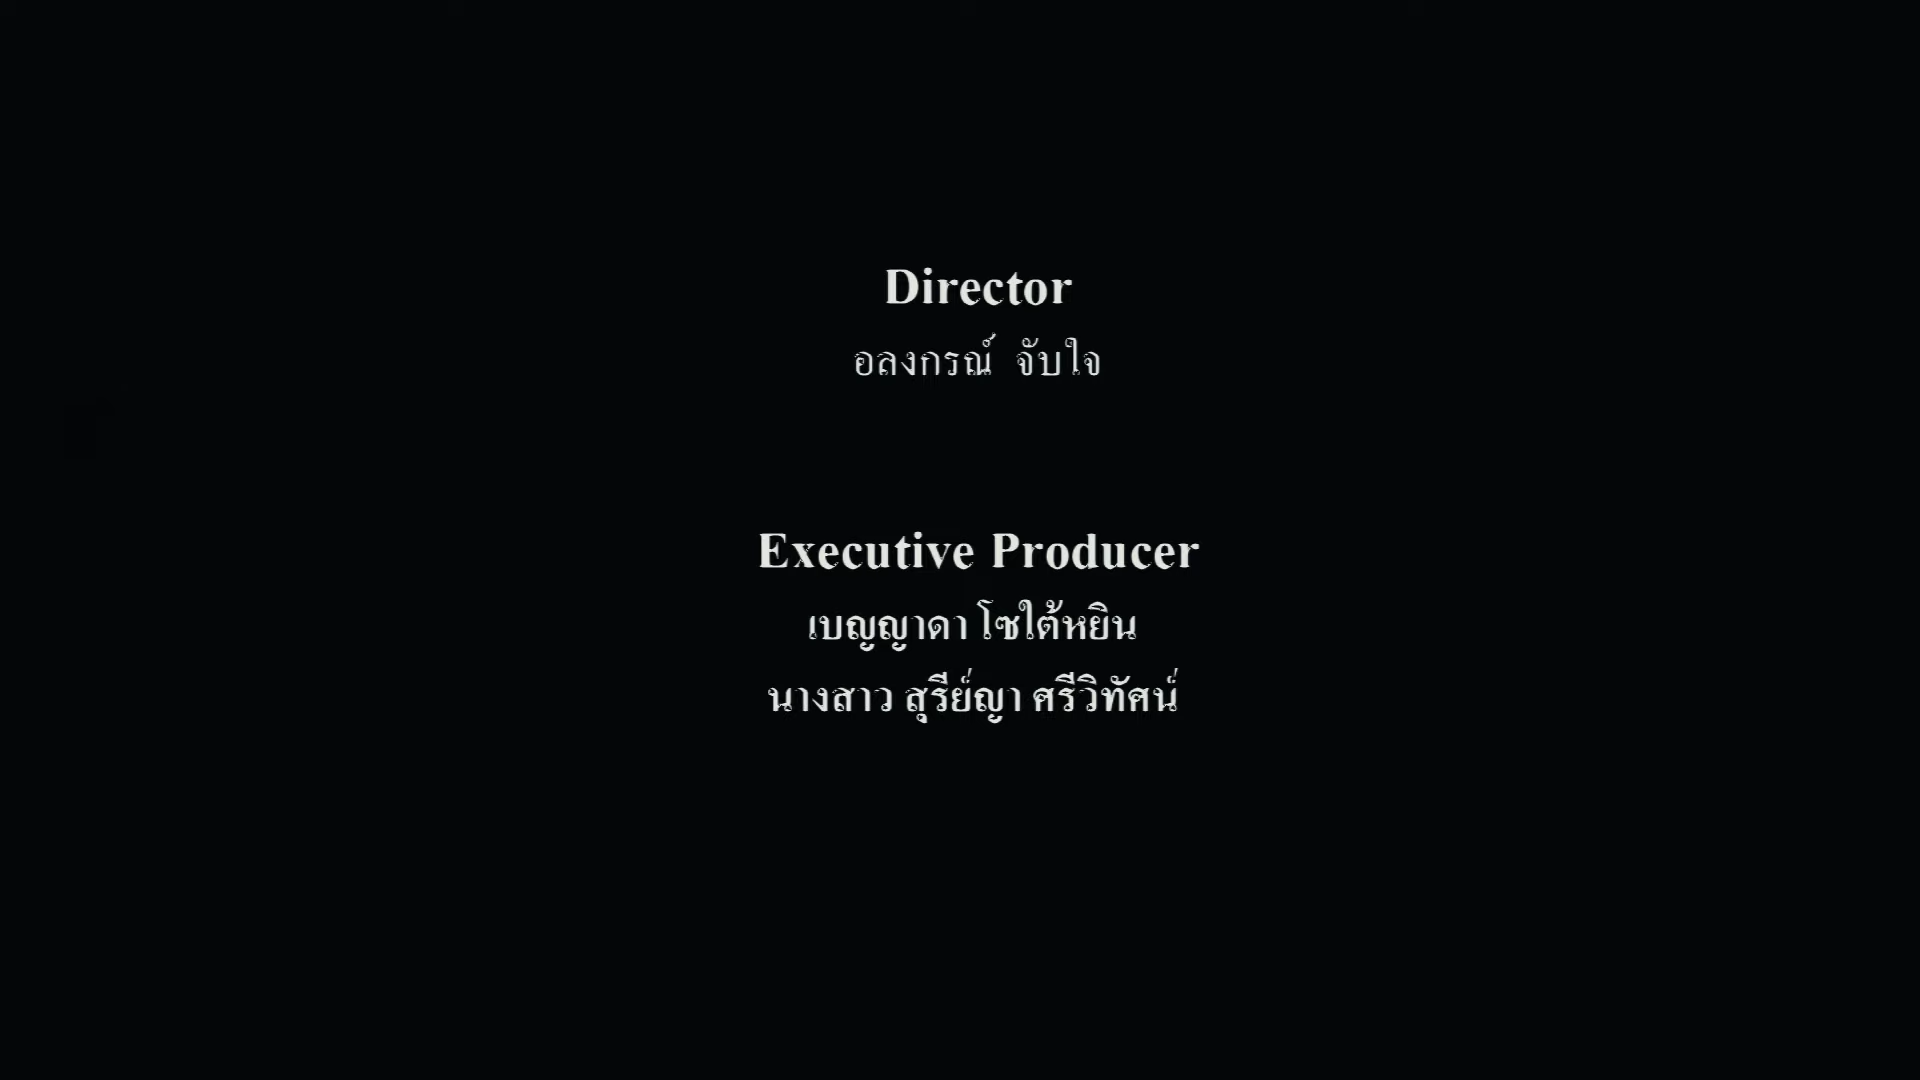 Director
อลงกรณ์ จับใจ
Executive Producer
เบญญาดา โซไต้หยิน
นางสาว สุรีย์ญา ศรีวิทัศน์